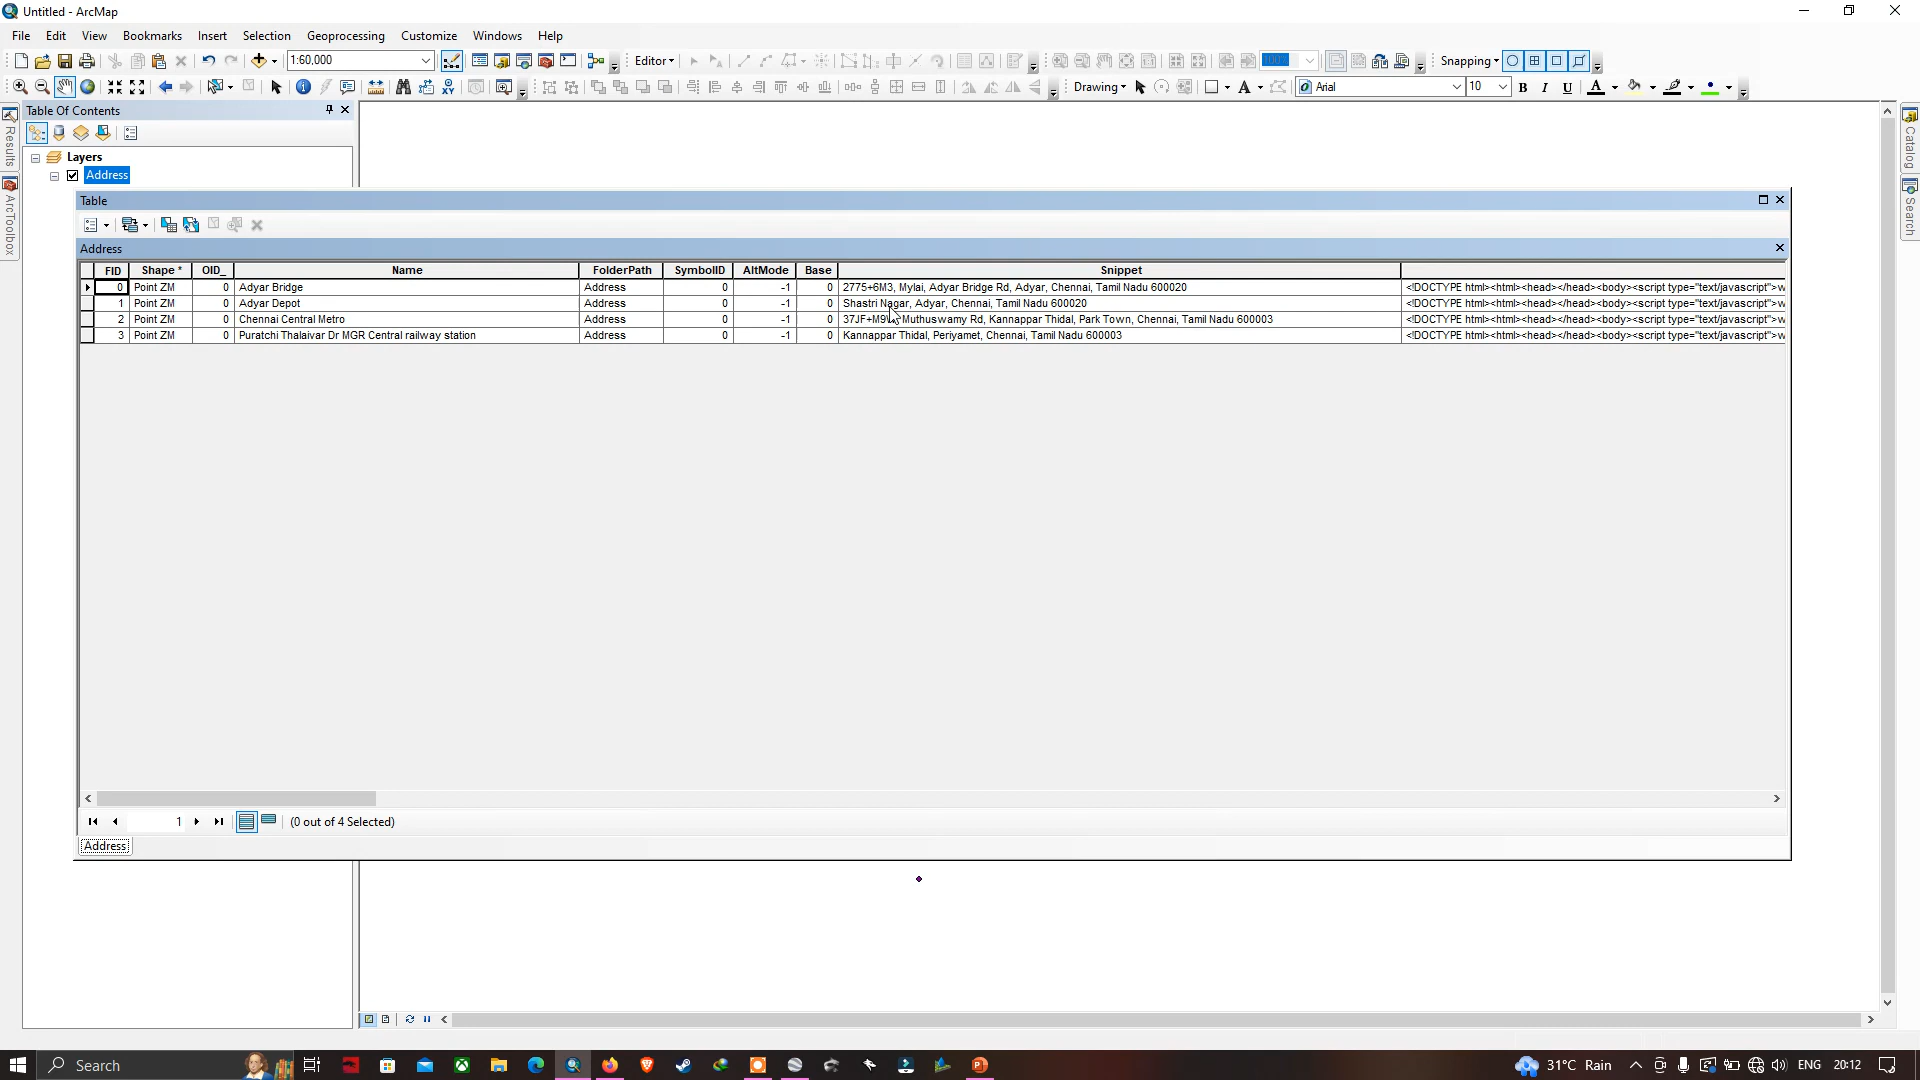 Untitled - ArcMap
File Edit View Bookmarks Insert Selection Geoprocessing Customize Windows Help
1:60,000 Editor 100% Snapping
Drawing A Arial 10 B I U A
Table Of Contents
Layers
Address
Results
ArcToolbox
Catalog
Search
Table
Address
FID Shape * OID_ Name FolderPath SymbolID AltMode Base Snippet
0 Point ZM 0 Adyar Bridge Address 0 -1 0 2775+6M3, Mylai, Adyar Bridge Rd, Adyar, Chennai, Tamil Nadu 600020 <!DOCTYPE html><html><head></head><body><script type="text/javascript">w
1 Point ZM 0 Adyar Depot Address 0 -1 0 Shastri Nagar, Adyar, Chennai, Tamil Nadu 600020 <!DOCTYPE html><html><head></head><body><script type="text/javascript">w
2 Point ZM 0 Chennai Central Metro Address 0 -1 0 Muthuswamy Rd, Kannappar Thidal, Park Town, Chennai, Tamil Nadu 600003 <!DOCTYPE html><html><head></head><body><script type="text/javascript">w
3 Point ZM 0 Puratchi Thalaivar Dr MGR Central railway station Address 0 -1 0 Kannappar Thidal, Periyamet, Chennai, Tamil Nadu 600003 <!DOCTYPE html><html><head></head><body><script type="text/javascript">w
1 (0 out of 4 Selected)
Address
Search 31°C Rain ENG 20:12